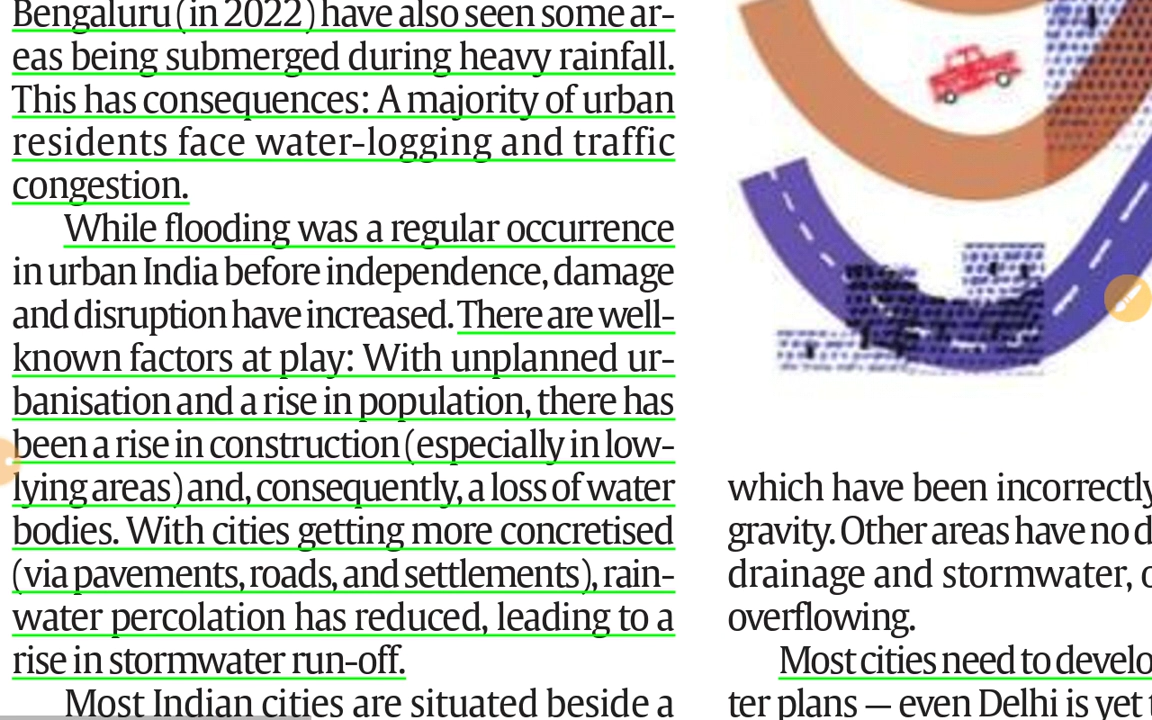 Bengaluru (in 2022) have also seen some ar-
eas being submerged during heavy rainfall.
This has consequences: A majority of urban
residents face water-logging and traffic
congestion.
While flooding was a regular occurrence
in urban India before independence, damage
and disruption have increased. There are well-
known factors at play: With unplanned ur-
banisation and a rise in population, there has
been a rise in construction (especially in low-
lying areas) and, consequently, a loss of water
bodies. With cities getting more concretised
(via pavements, roads, and settlements), rain-
water percolation has reduced, leading to a
rise in stormwater run-off.
Most Indian cities are situated beside a
which have been incorrectly
gravity. Other areas have no d
drainage and stormwater, o
overflowing.
Most cities need to develo
ter plans — even Delhi is yet t